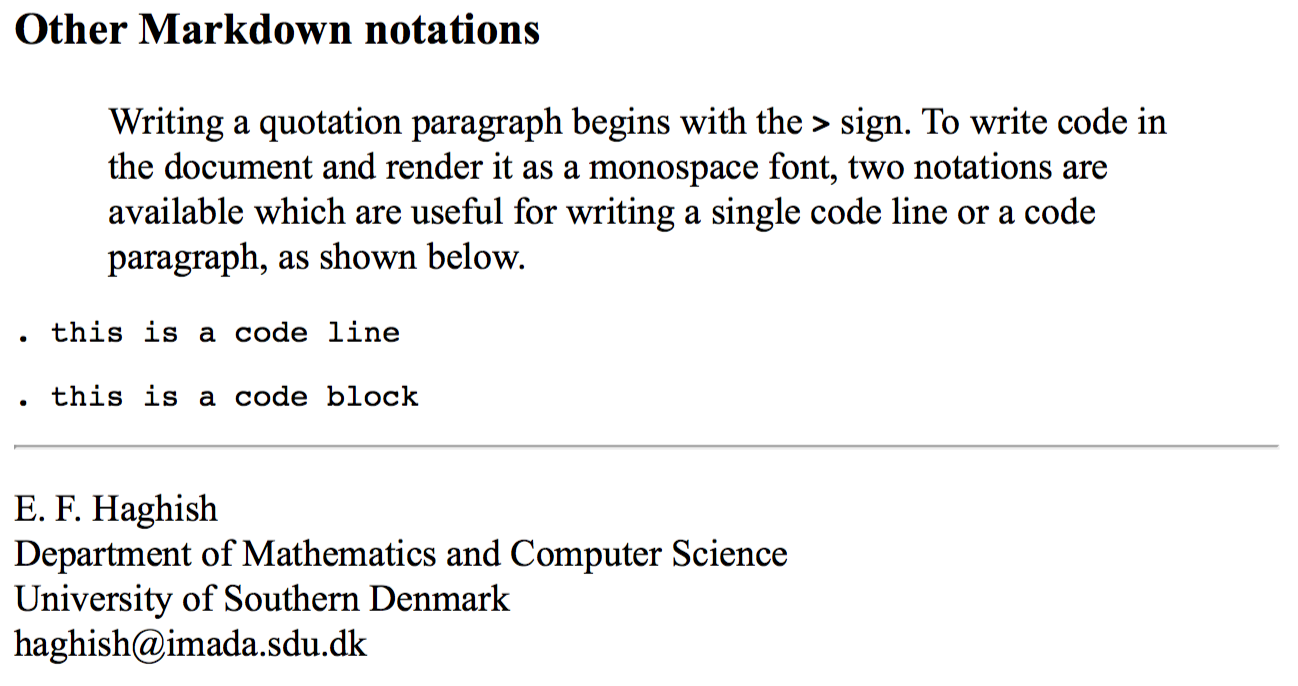 Other Markdown notations
Writing a quotation paragraph begins with the > sign. To write code in
the document and render it as a monospace font, two notations are
available which are useful for writing a single code line or a code
paragraph, as shown below.
. this is a code line
. this is a code block
E. F. Haghish
Department of Mathematics and Computer Science
University of Southern Denmark
haghish@imada.sdu.dk